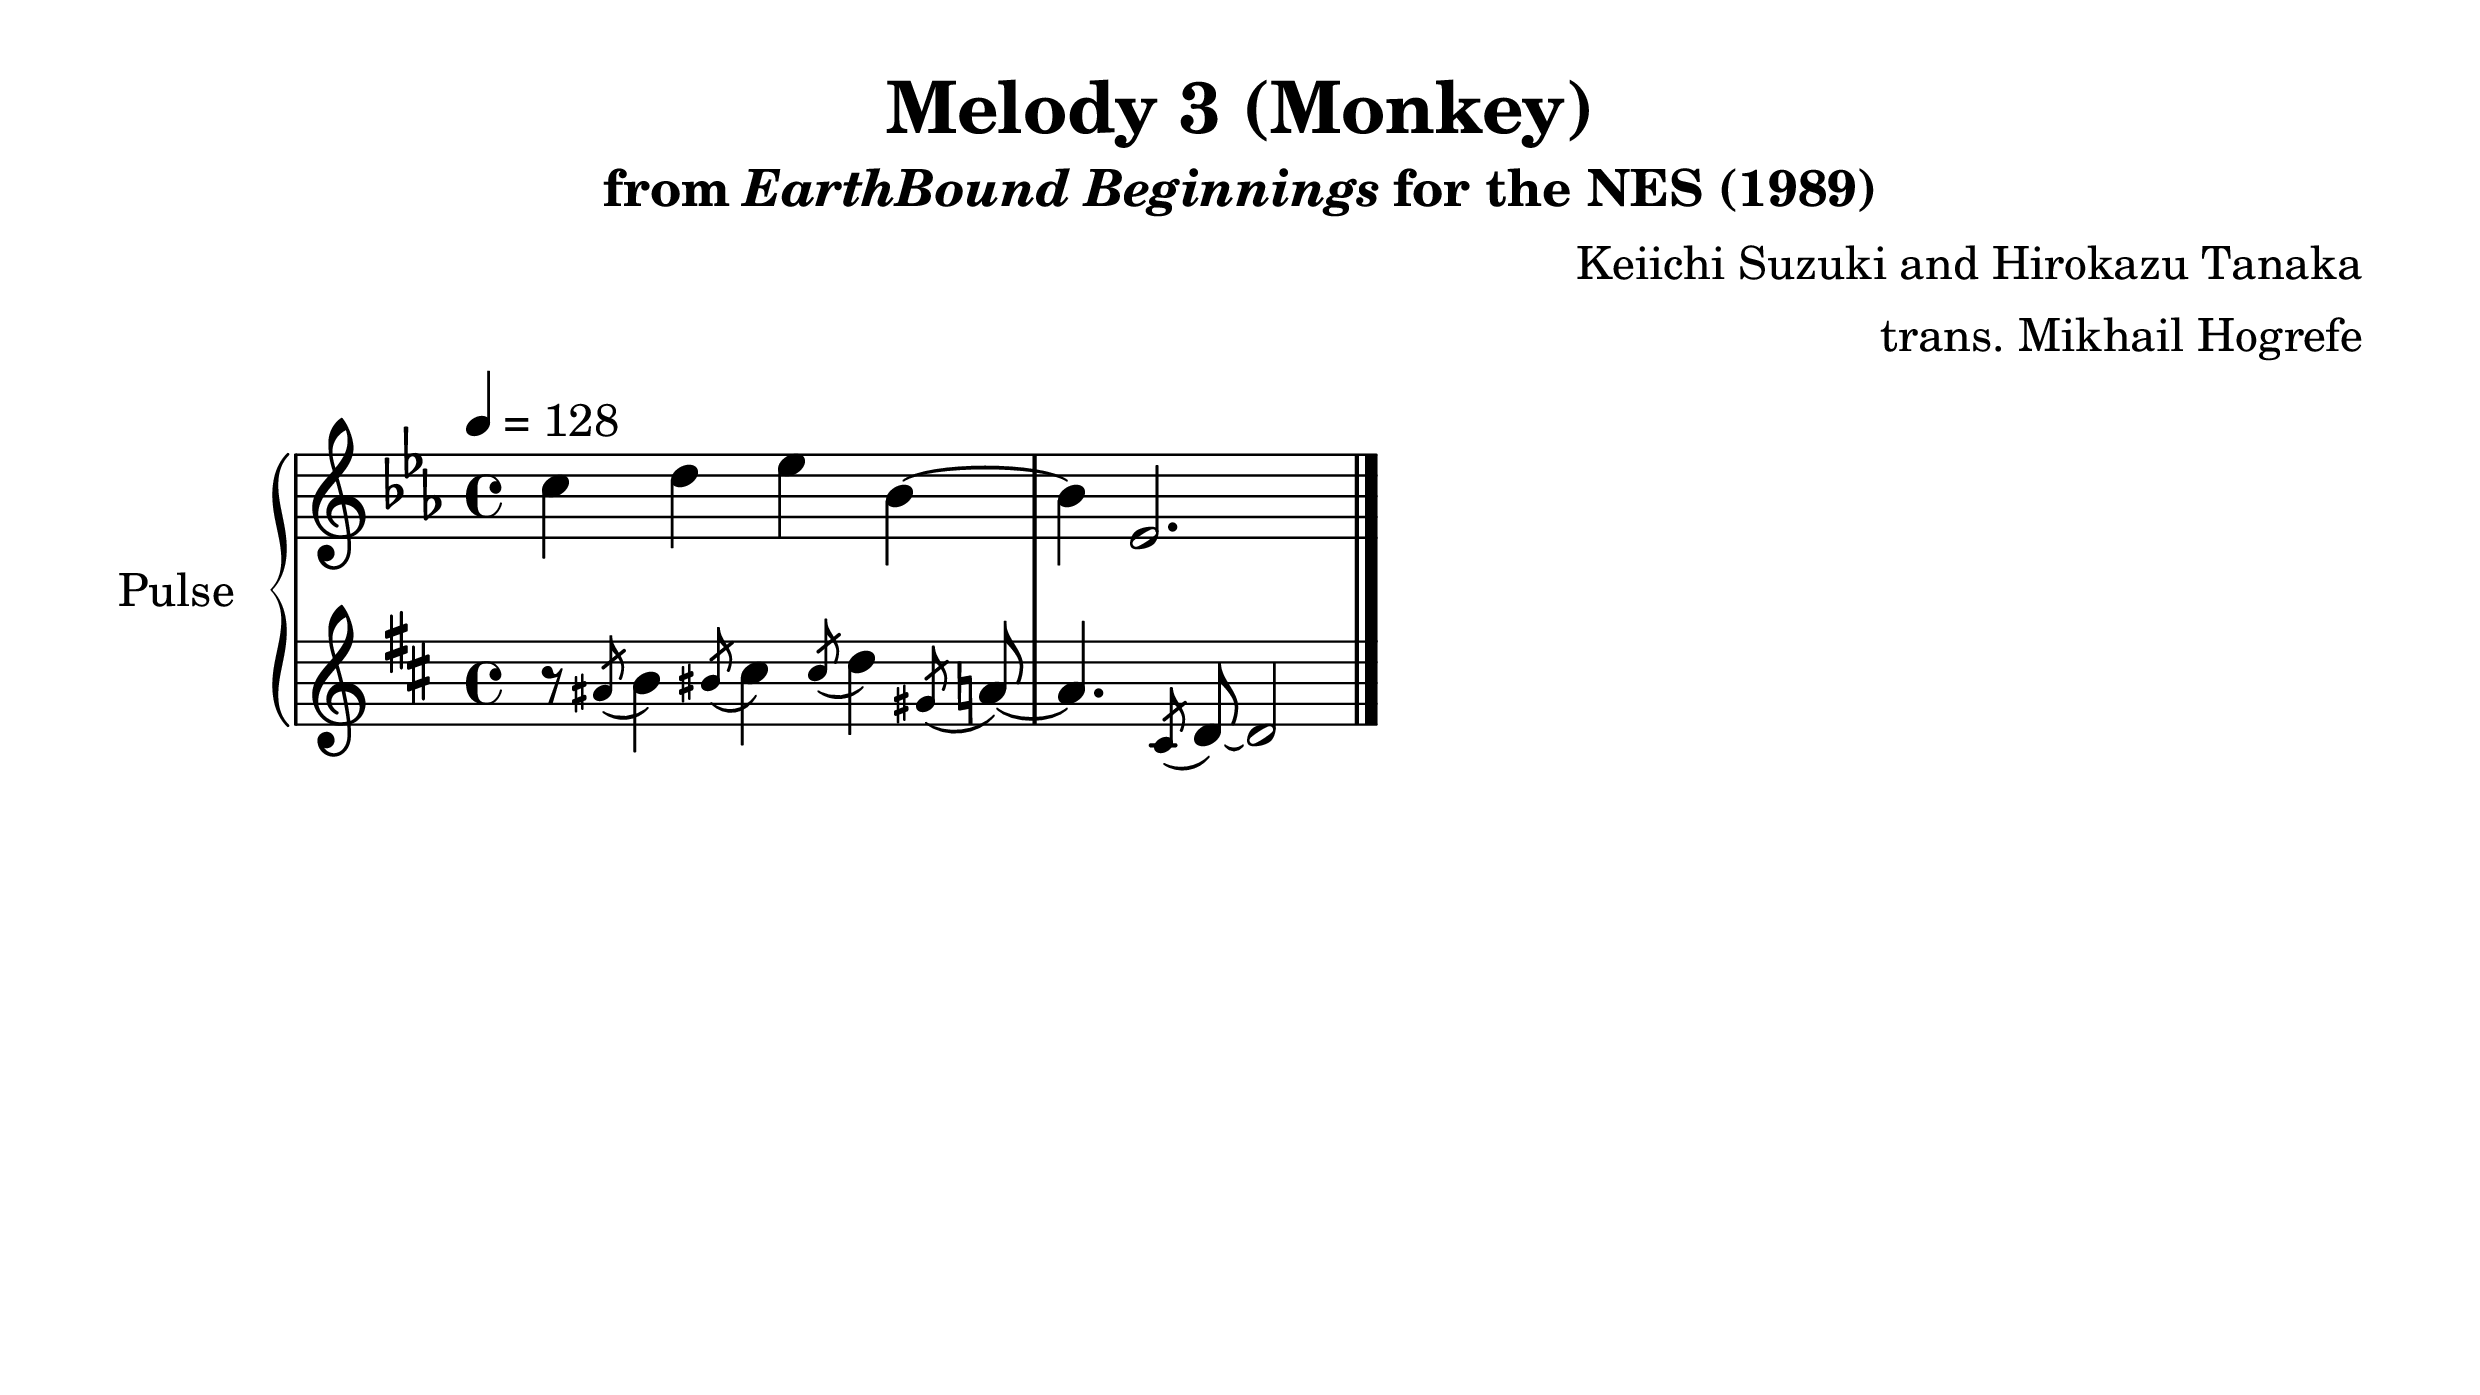 Melody 3 (Monkey)
from EarthBound Beginnings for the NES (1989)
Keiichi Suzuki and Hirokazu Tanaka
trans. Mikhail Hogrefe
= 128
Pulse